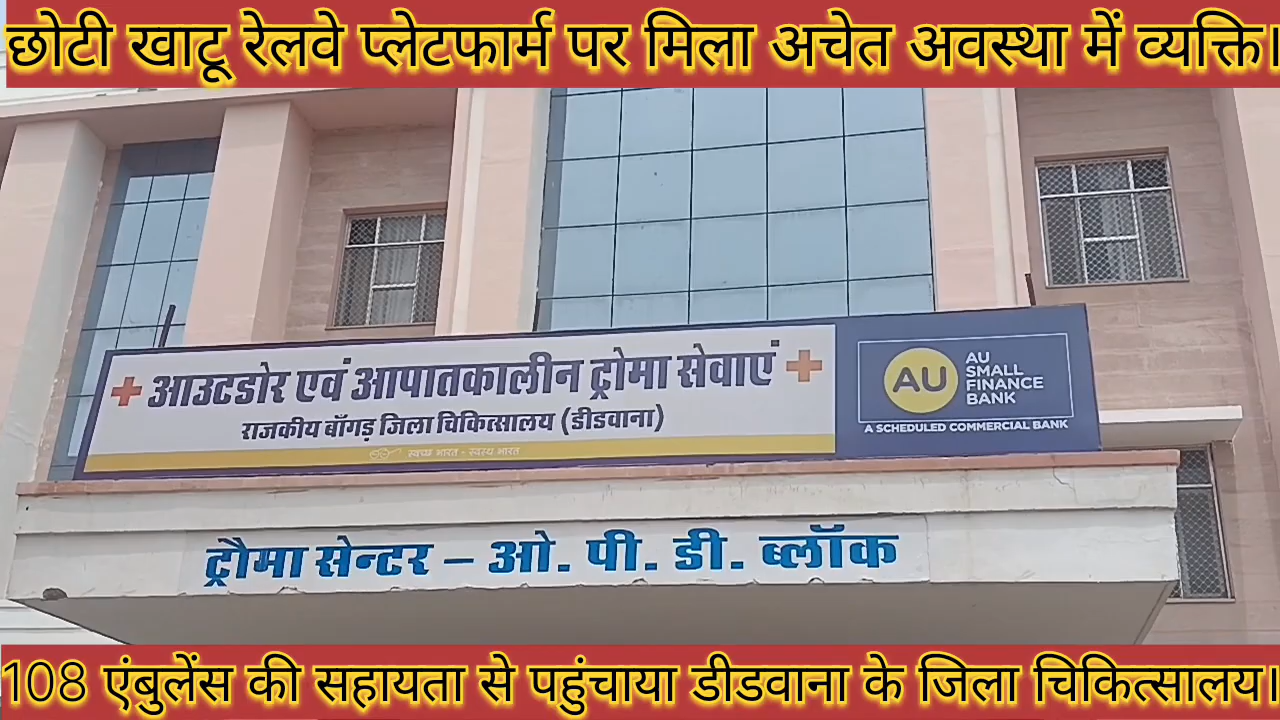 छोटी खाटू रेलवे प्लेटफार्म पर मिला अचेत अवस्था में व्यक्ति।
आउटडोर एवं आपातकालीन ट्रोमा सेवाएं
राजकीय बाँगड़ जिला चिकित्सालय (डीडवाना)
स्वच्छ भारत - स्वस्थ भारत
AU
AU
SMALL
FINANCE
BANK
A SCHEDULED COMMERCIAL BANK
ट्रौमा सेन्टर – ओ. पी. डी. ब्लॉक
108 एंबुलेंस की सहायता से पहुंचाया डीडवाना के जिला चिकित्सालय।